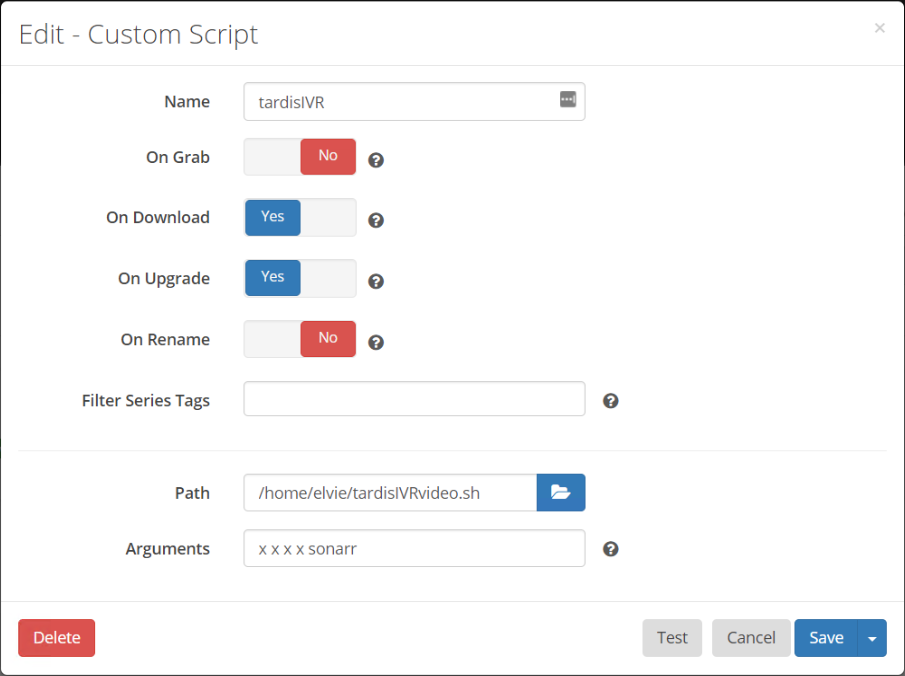 Edit - Custom Script ×
Name tardisIVR
On Grab No ?
On Download Yes ?
On Upgrade Yes ?
On Rename No ?
Filter Series Tags ?
Path /home/elvie/tardisIVRvideo.sh
Arguments x x x x sonarr ?
Delete Test Cancel Save